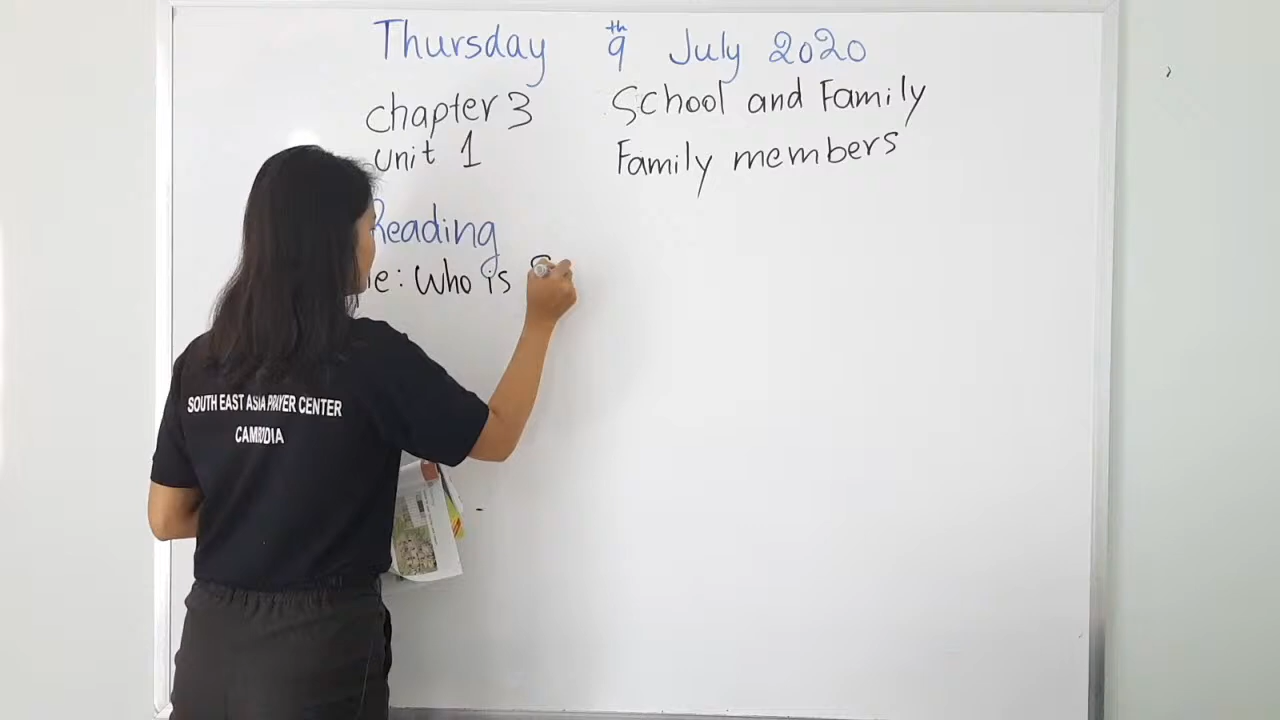 Thursday 9th July 2020
Chapter 3 School and Family
Unit 1 Family members
Reading
: Who is
SOUTH EAST ASIA PRAYER CENTER
CAMBODIA